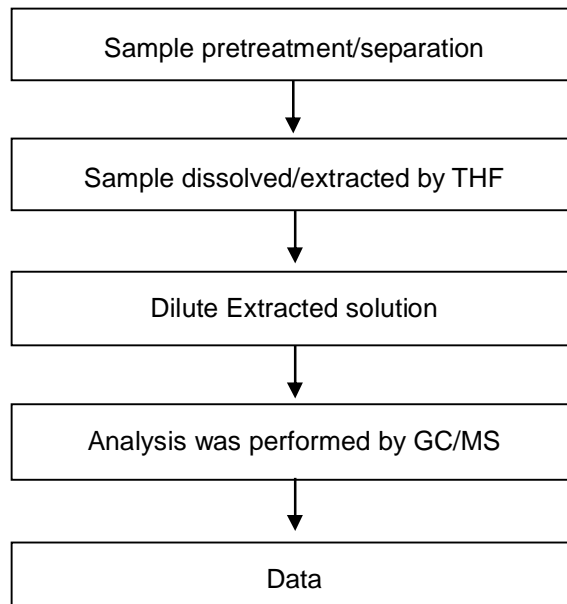 Sample pretreatment/separation
Sample dissolved/extracted by THF
Dilute Extracted solution
Analysis was performed by GC/MS
Data